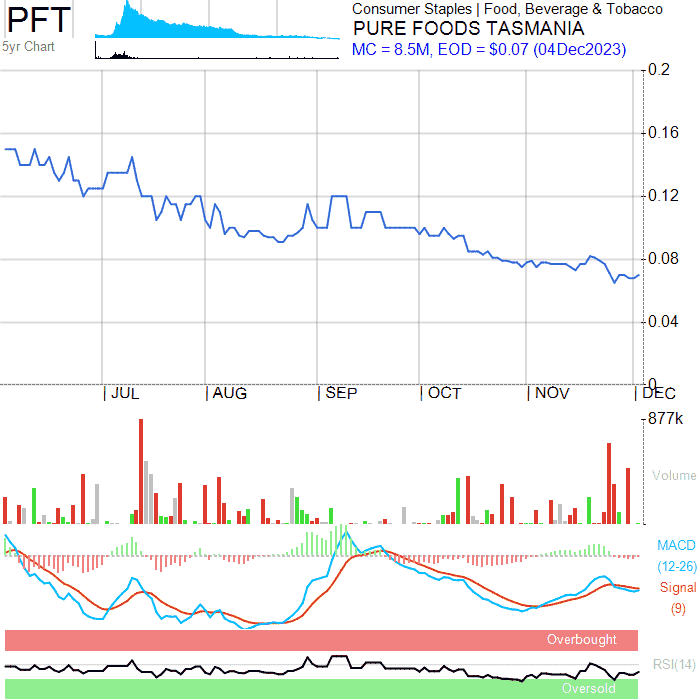 PFT
5yr Chart
Consumer Staples | Food, Beverage & Tobacco
PURE FOODS TASMANIA
MC = 8.5M, EOD = $0.07 (04Dec2023)
0.2
0.16
0.12
0.08
0.04
0
JUL AUG SEP OCT NOV DEC
877k
Volume
MACD
(12-26)
Signal
(9)
Overbought
RSI(14)
Oversold